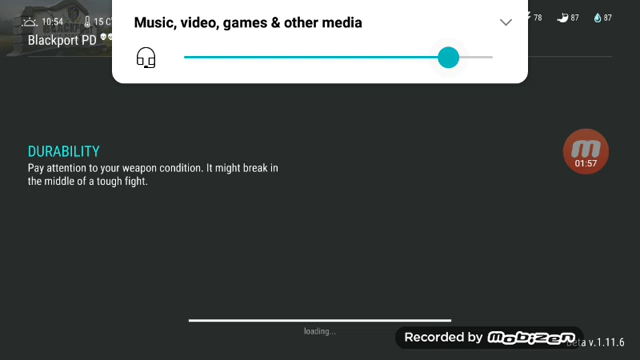 10:54
15 C
Music, video, games & other media
78
87
87
Blackport PD
DURABILITY
Pay attention to your weapon condition. It might break in
the middle of a tough fight.
01:57
loading...
Recorded by mobizen
Beta v.1.11.6